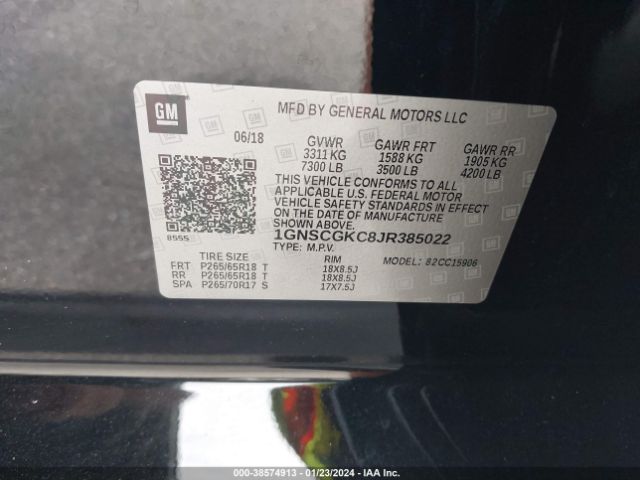 GM
MFD BY GENERAL MOTORS LLC
06/18
GVWR GAWR FRT GAWR RR
3311 KG 1588 KG 1905 KG
7300 LB 3500 LB 4200 LB
THIS VEHICLE CONFORMS TO ALL
APPLICABLE U.S. FEDERAL MOTOR
VEHICLE SAFETY STANDARDS IN EFFECT
ON THE DATE OF MANUFACTURE
SHOWN ABOVE.
8555
1GNSCGKC8JR385022
TYPE: M.P.V. MODEL: 82CC15906
TIRE SIZE RIM
FRT P265/65R18 T 18X8.5J
RR P265/65R18 T 18X8.5J
SPA P265/70R17 S 17X7.5J
000-38574913 - 01/23/2024 - IAA Inc.